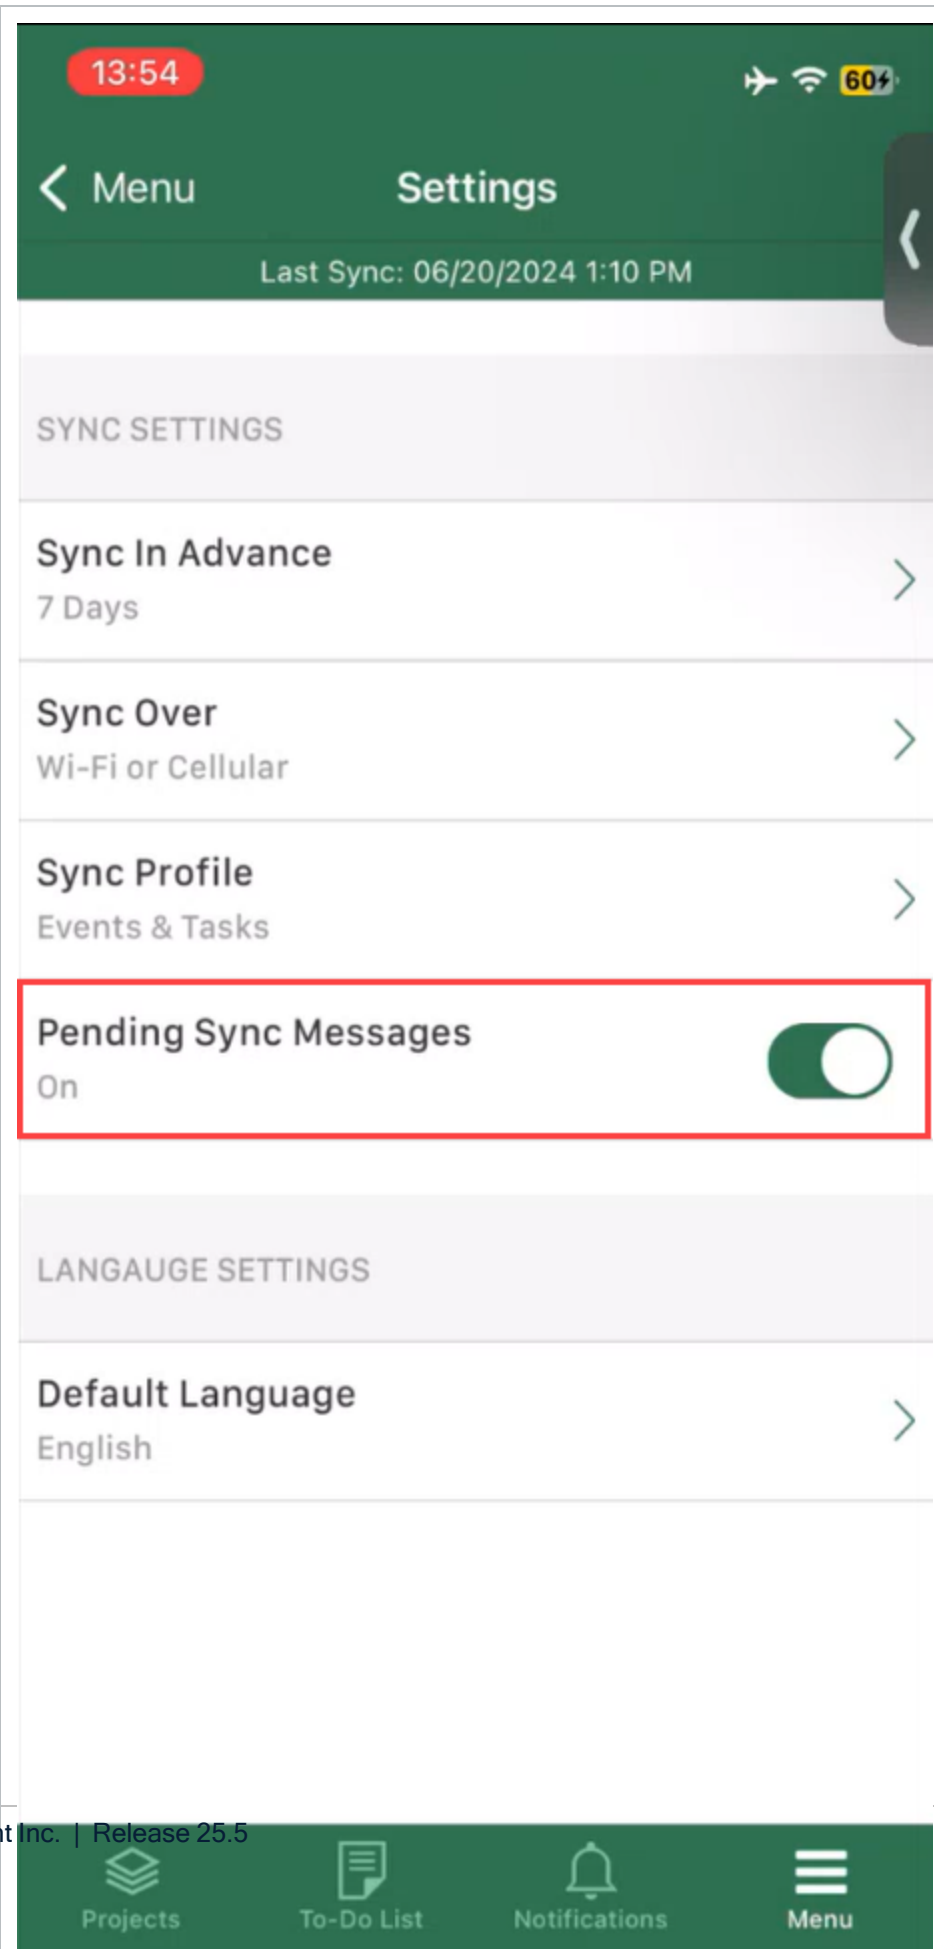 13:54
60
Menu
Settings
Last Sync: 06/20/2024 1:10 PM
SYNC SETTINGS
Sync In Advance
7 Days
Sync Over
Wi-Fi or Cellular
Sync Profile
Events & Tasks
Pending Sync Messages
On
LANGAUGE SETTINGS
Default Language
English
Inc. | Release 25.5
Projects
To-Do List
Notifications
Menu